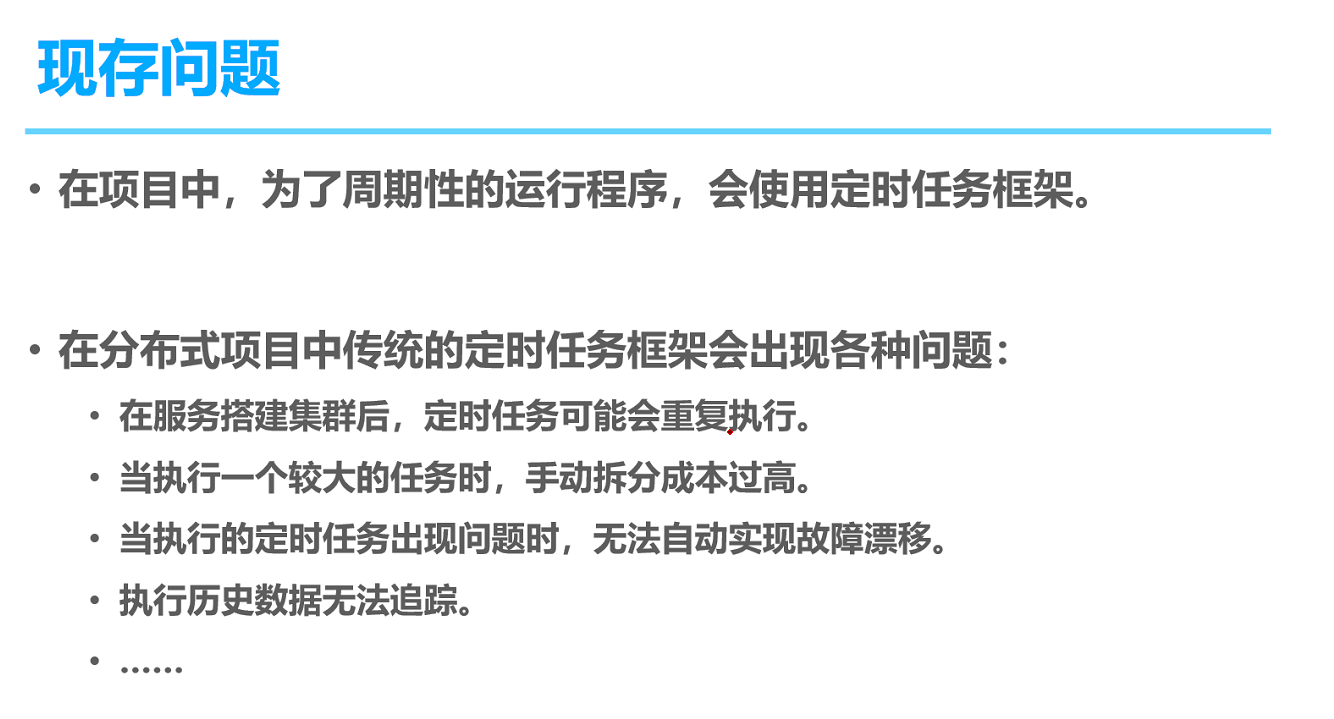 现存问题
• 在项目中，为了周期性的运行程序，会使用定时任务框架。
• 在分布式项目中传统的定时任务框架会出现各种问题：
• 在服务搭建集群后，定时任务可能会重复执行。
• 当执行一个较大的任务时，手动拆分成本过高。
• 当执行的定时任务出现问题时，无法自动实现故障漂移。
• 执行历史数据无法追踪。
• ……